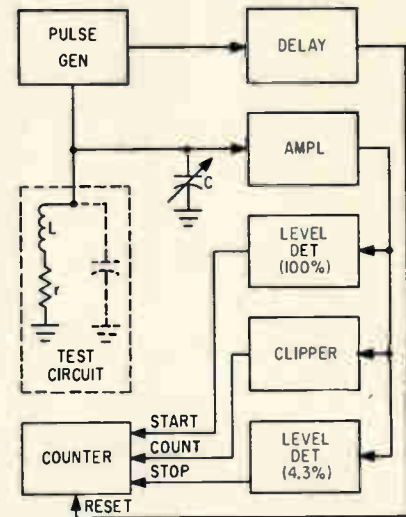 PULSE
GEN
DELAY
AMPL
C
L
r
TEST
CIRCUIT
LEVEL
DET
(100%)
CLIPPER
START
COUNT
STOP
COUNTER
LEVEL
DET
(4.3%)
RESET